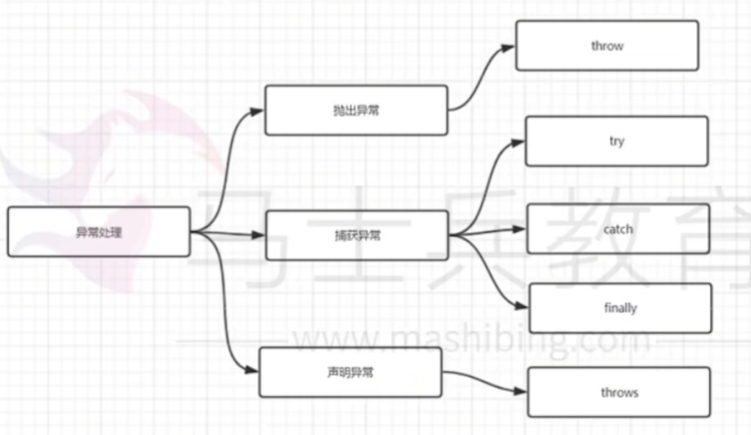 throw
抛出异常
try
异常处理
捕获异常
catch
finally
声明异常
throws
马士兵教育
www.mashibing.com